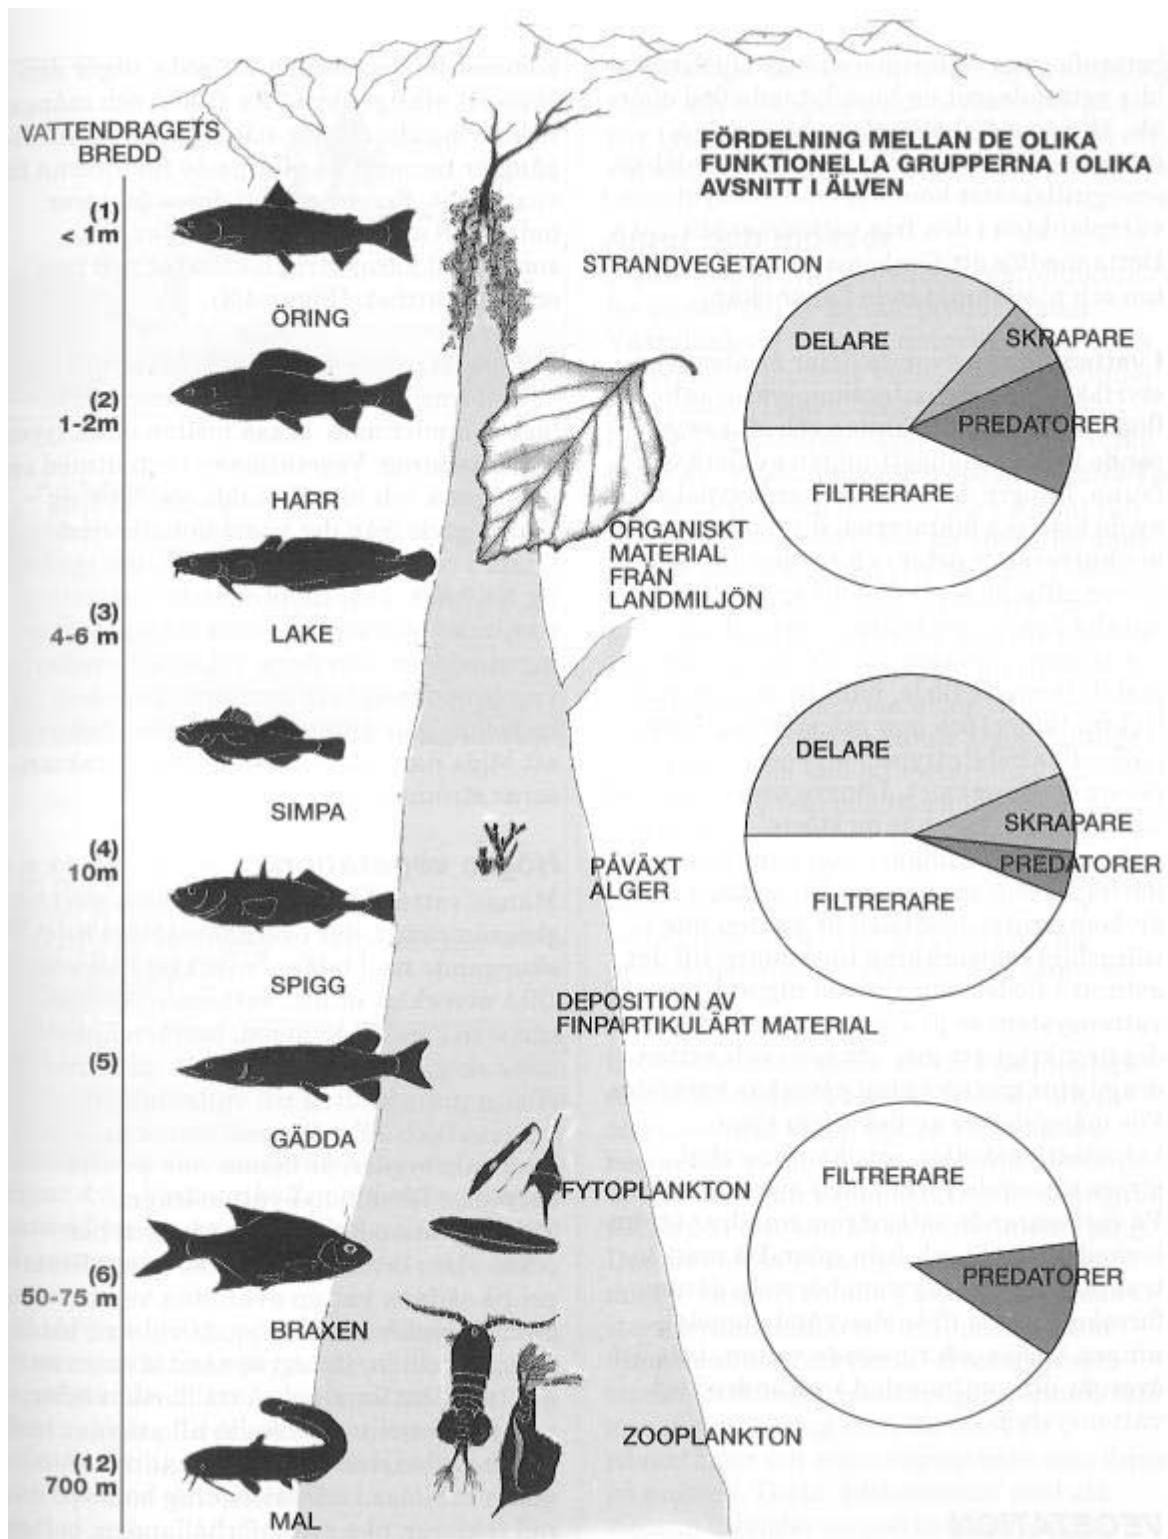 VATTENDRAGETS
BREDD
(1)
< 1m
ÖRING
(2)
1-2m
HARR
(3)
4-6 m
LAKE
SIMPA
(4)
10m
SPIGG
(5)
GÄDDA
(6)
50-75 m
BRAXEN
(12)
700 m
MAL
STRANDVEGETATION
ORGANISKT
MATERIAL
FRÅN
LANDMILJÖN
PÅVÄXT
ALGER
DEPOSITION AV
FINPARTIKULÄRT MATERIAL
FYTOPLANKTON
ZOOPLANKTON
FÖRDELNING MELLAN DE OLIKA
FUNKTIONELLA GRUPPERNA I OLIKA
AVSNITT I ÄLVEN
DELARE
SKRAPARE
PREDATORER
FILTRERARE
DELARE
SKRAPARE
PREDATORER
FILTRERARE
FILTRERARE
PREDATORER